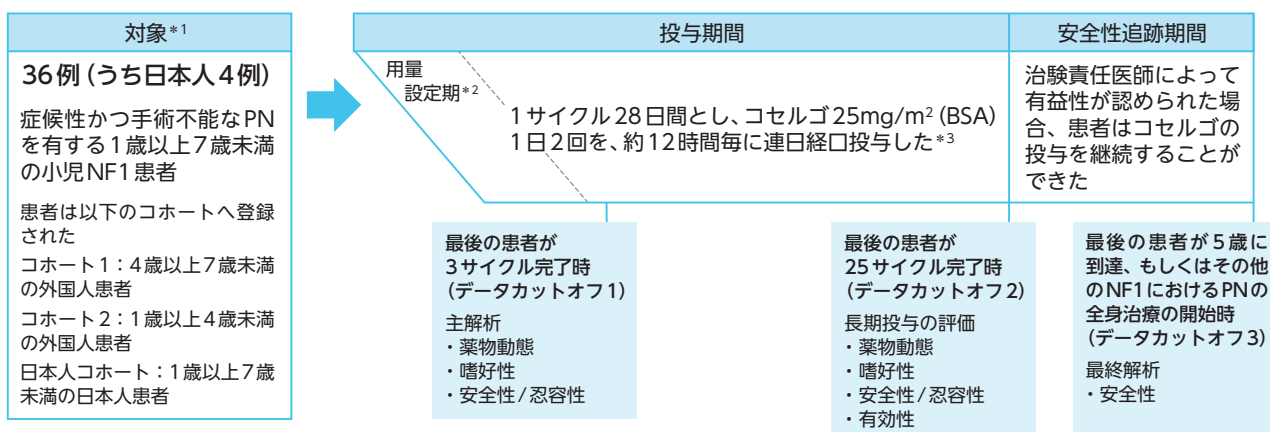 対象*1
36例(うち日本人4例)
症候性かつ手術不能なPN
を有する1歳以上7歳未満
の小児NF1患者
患者は以下のコホートへ登録
された
コホート1：4歳以上7歳未満
の外国人患者
コホート2：1歳以上4歳未満
の外国人患者
日本人コホート：1歳以上7歳
未満の日本人患者
投与期間
用量
設定期*2
1サイクル28日間とし、コセルゴ25mg/m²(BSA)
1日2回を、約12時間毎に連日経口投与した*3
安全性追跡期間
治験責任医師によって
有益性が認められた場
合、患者はコセルゴの
投与を継続することが
できた
最後の患者が
3サイクル完了時
(データカットオフ1)
主解析
・薬物動態
・嗜好性
・安全性/忍容性
最後の患者が
25サイクル完了時
(データカットオフ2)
長期投与の評価
・薬物動態
・嗜好性
・安全性/忍容性
・有効性
最後の患者が5歳に
到達、もしくはその他
のNF1におけるPNの
全身治療の開始時
(データカットオフ3)
最終解析
・安全性